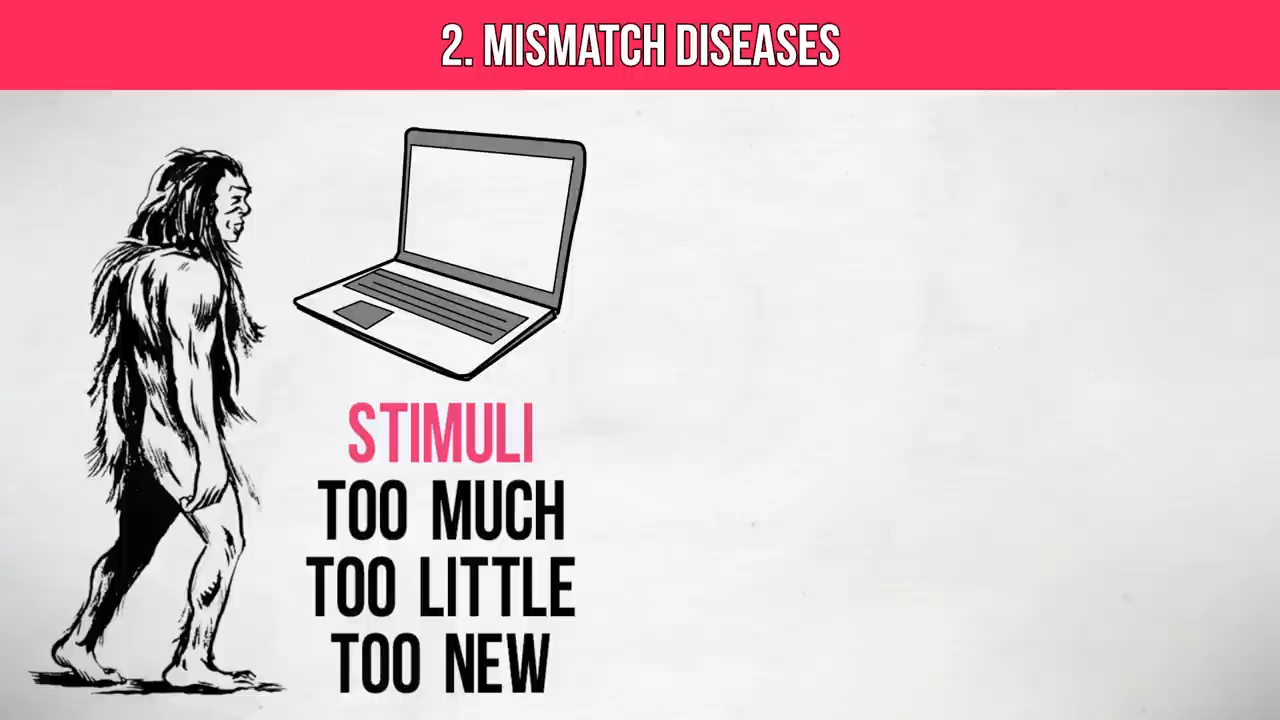 2. MISMATCH DISEASES
STIMULI
TOO MUCH
TOO LITTLE
TOO NEW